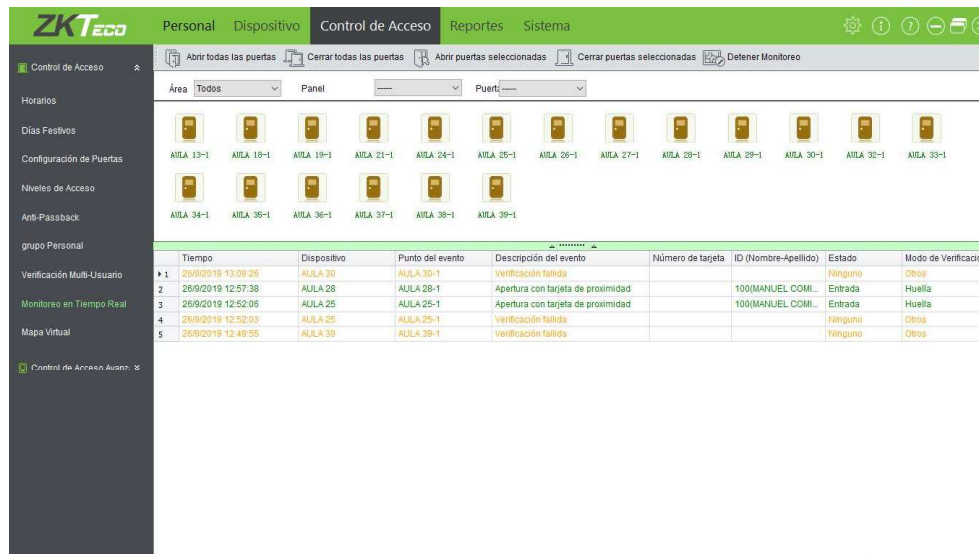 ZKTECO Personal Dispositivo Control de Acceso Reportes Sistema
Abrir todas las puertas Cerrar todas las puertas Abrir puertas seleccionadas Cerrar puertas seleccionadas Detener Monitoreo
Control de Acceso
Horarios
Días Festivos
Configuración de Puertas
Niveles de Acceso
Anti-Passback
grupo Personal
Verificación Multi-Usuario
Monitoreo en Tiempo Real
Mapa Virtual
Control de Acceso Avanz
Área Todos Panel ----- Puert: -----
AULA 13-1 AULA 18-1 AULA 19-1 AULA 21-1 AULA 24-1 AULA 25-1 AULA 26-1 AULA 27-1 AULA 28-1 AULA 29-1 AULA 30-1 AULA 32-1 AULA 33-1
AULA 34-1 AULA 35-1 AULA 36-1 AULA 37-1 AULA 38-1 AULA 39-1
Tiempo Dispositivo Punto del evento Descripción del evento Número de tarjeta ID (Nombre-Apellido) Estado Modo de Verificació
1 26/9/2019 13:09:26 AULA 30 AULA 30-1 Verificación fallida Ninguno Otros
2 26/9/2019 12:57:38 AULA 28 AULA 28-1 Apertura con tarjeta de proximidad 100(MANUEL COMI... Entrada Huella
3 26/9/2019 12:52:06 AULA 25 AULA 25-1 Apertura con tarjeta de proximidad 100(MANUEL COMI... Entrada Huella
4 26/9/2019 12:52:03 AULA 25 AULA 25-1 Verificación fallida Ninguno Otros
5 26/9/2019 12:49:55 AULA 39 AULA 39-1 Verificación fallida Ninguno Otros